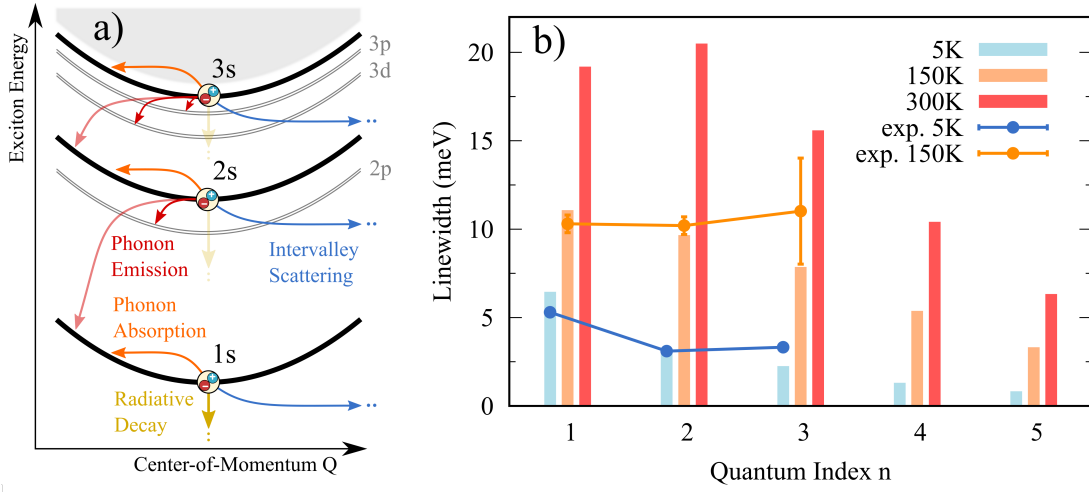 a)
Exciton Energy
3s
3p
3d
2s
2p
Phonon
Emission
Intervalley
Scattering
Phonon
Absorption
1s
Radiative
Decay
Center-of-Momentum Q
b)
Linewidth (meV)
20
15
10
5
0
5K
150K
300K
exp. 5K
exp. 150K
1
2
3
4
5
Quantum Index n